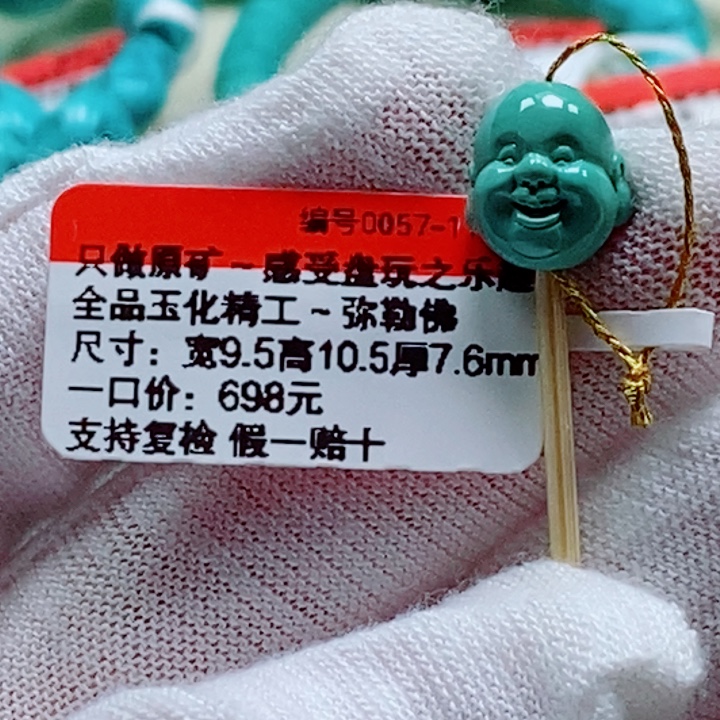 编号0057-1
只做原矿~感受盘玩之乐
全品玉化精工~弥勒佛
尺寸：宽9.5高10.5厚7.6mm
一口价：698元
支持复检 假一赔十